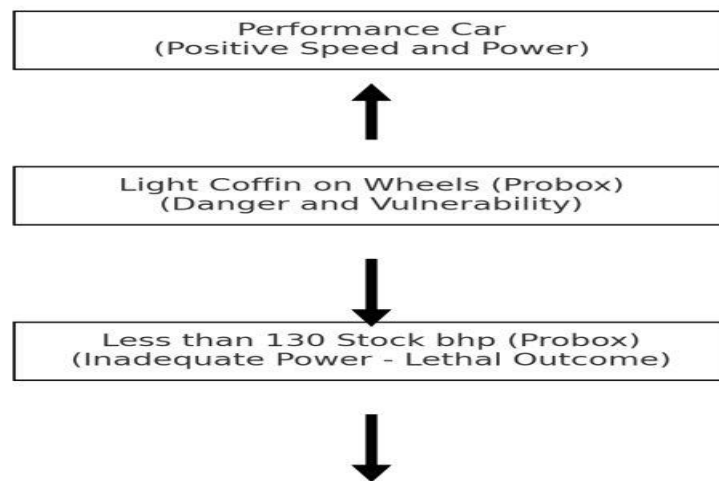 Performance Car
(Positive Speed and Power)
Light Coffin on Wheels (Probox)
(Danger and Vulnerability)
Less than 130 Stock bhp (Probox)
(Inadequate Power - Lethal Outcome)